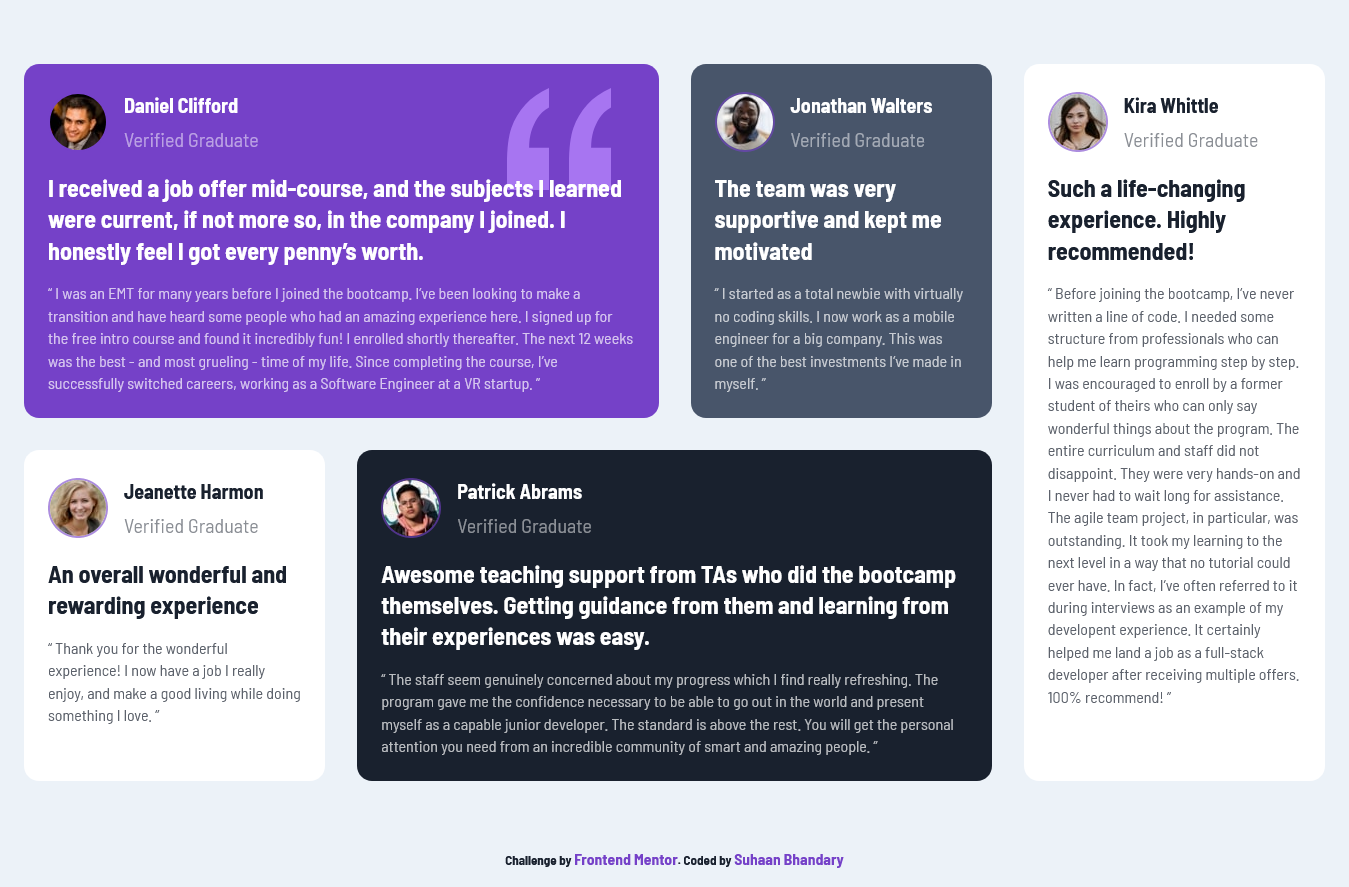 Daniel Clifford
Verified Graduate
I received a job offer mid-course, and the subjects I learned
were current, if not more so, in the company I joined. I
honestly feel I got every penny’s worth.
“ I was an EMT for many years before I joined the bootcamp. I’ve been looking to make a
transition and have heard some people who had an amazing experience here. I signed up for
the free intro course and found it incredibly fun! I enrolled shortly thereafter. The next 12 weeks
was the best - and most grueling - time of my life. Since completing the course, I’ve
successfully switched careers, working as a Software Engineer at a VR startup. ”
Jonathan Walters
Verified Graduate
The team was very
supportive and kept me
motivated
“ I started as a total newbie with virtually
no coding skills. I now work as a mobile
engineer for a big company. This was
one of the best investments I’ve made in
myself. ”
Kira Whittle
Verified Graduate
Such a life-changing
experience. Highly
recommended!
“ Before joining the bootcamp, I’ve never
written a line of code. I needed some
structure from professionals who can
help me learn programming step by step.
I was encouraged to enroll by a former
student of theirs who can only say
wonderful things about the program. The
entire curriculum and staff did not
disappoint. They were very hands-on and
I never had to wait long for assistance.
The agile team project, in particular, was
outstanding. It took my learning to the
next level in a way that no tutorial could
ever have. In fact, I’ve often referred to it
during interviews as an example of my
developent experience. It certainly
helped me land a job as a full-stack
developer after receiving multiple offers.
100% recommend! ”
Jeanette Harmon
Verified Graduate
An overall wonderful and
rewarding experience
“ Thank you for the wonderful
experience! I now have a job I really
enjoy, and make a good living while doing
something I love. ”
Patrick Abrams
Verified Graduate
Awesome teaching support from TAs who did the bootcamp
themselves. Getting guidance from them and learning from
their experiences was easy.
“ The staff seem genuinely concerned about my progress which I find really refreshing. The
program gave me the confidence necessary to be able to go out in the world and present
myself as a capable junior developer. The standard is above the rest. You will get the personal
attention you need from an incredible community of smart and amazing people. ”
Challenge by Frontend Mentor. Coded by Suhaan Bhandary